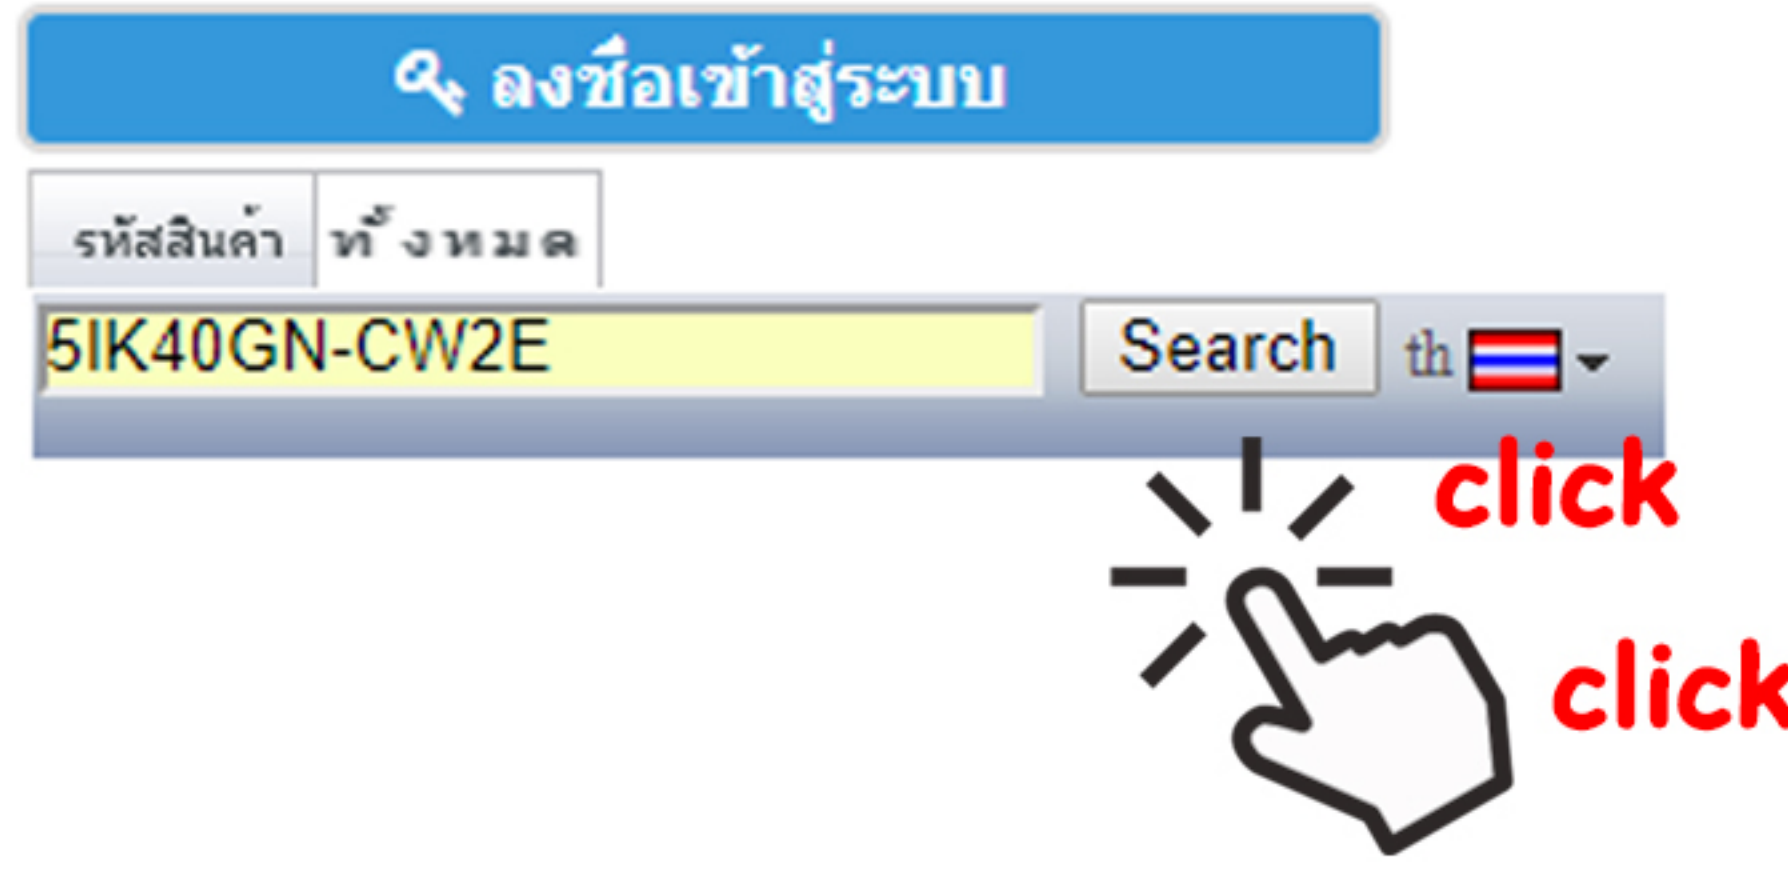 ลงชื่อเข้าสู่ระบบ
รหัสสินค้า ทั้งหมด
5IK40GN-CW2E Search th
click
click